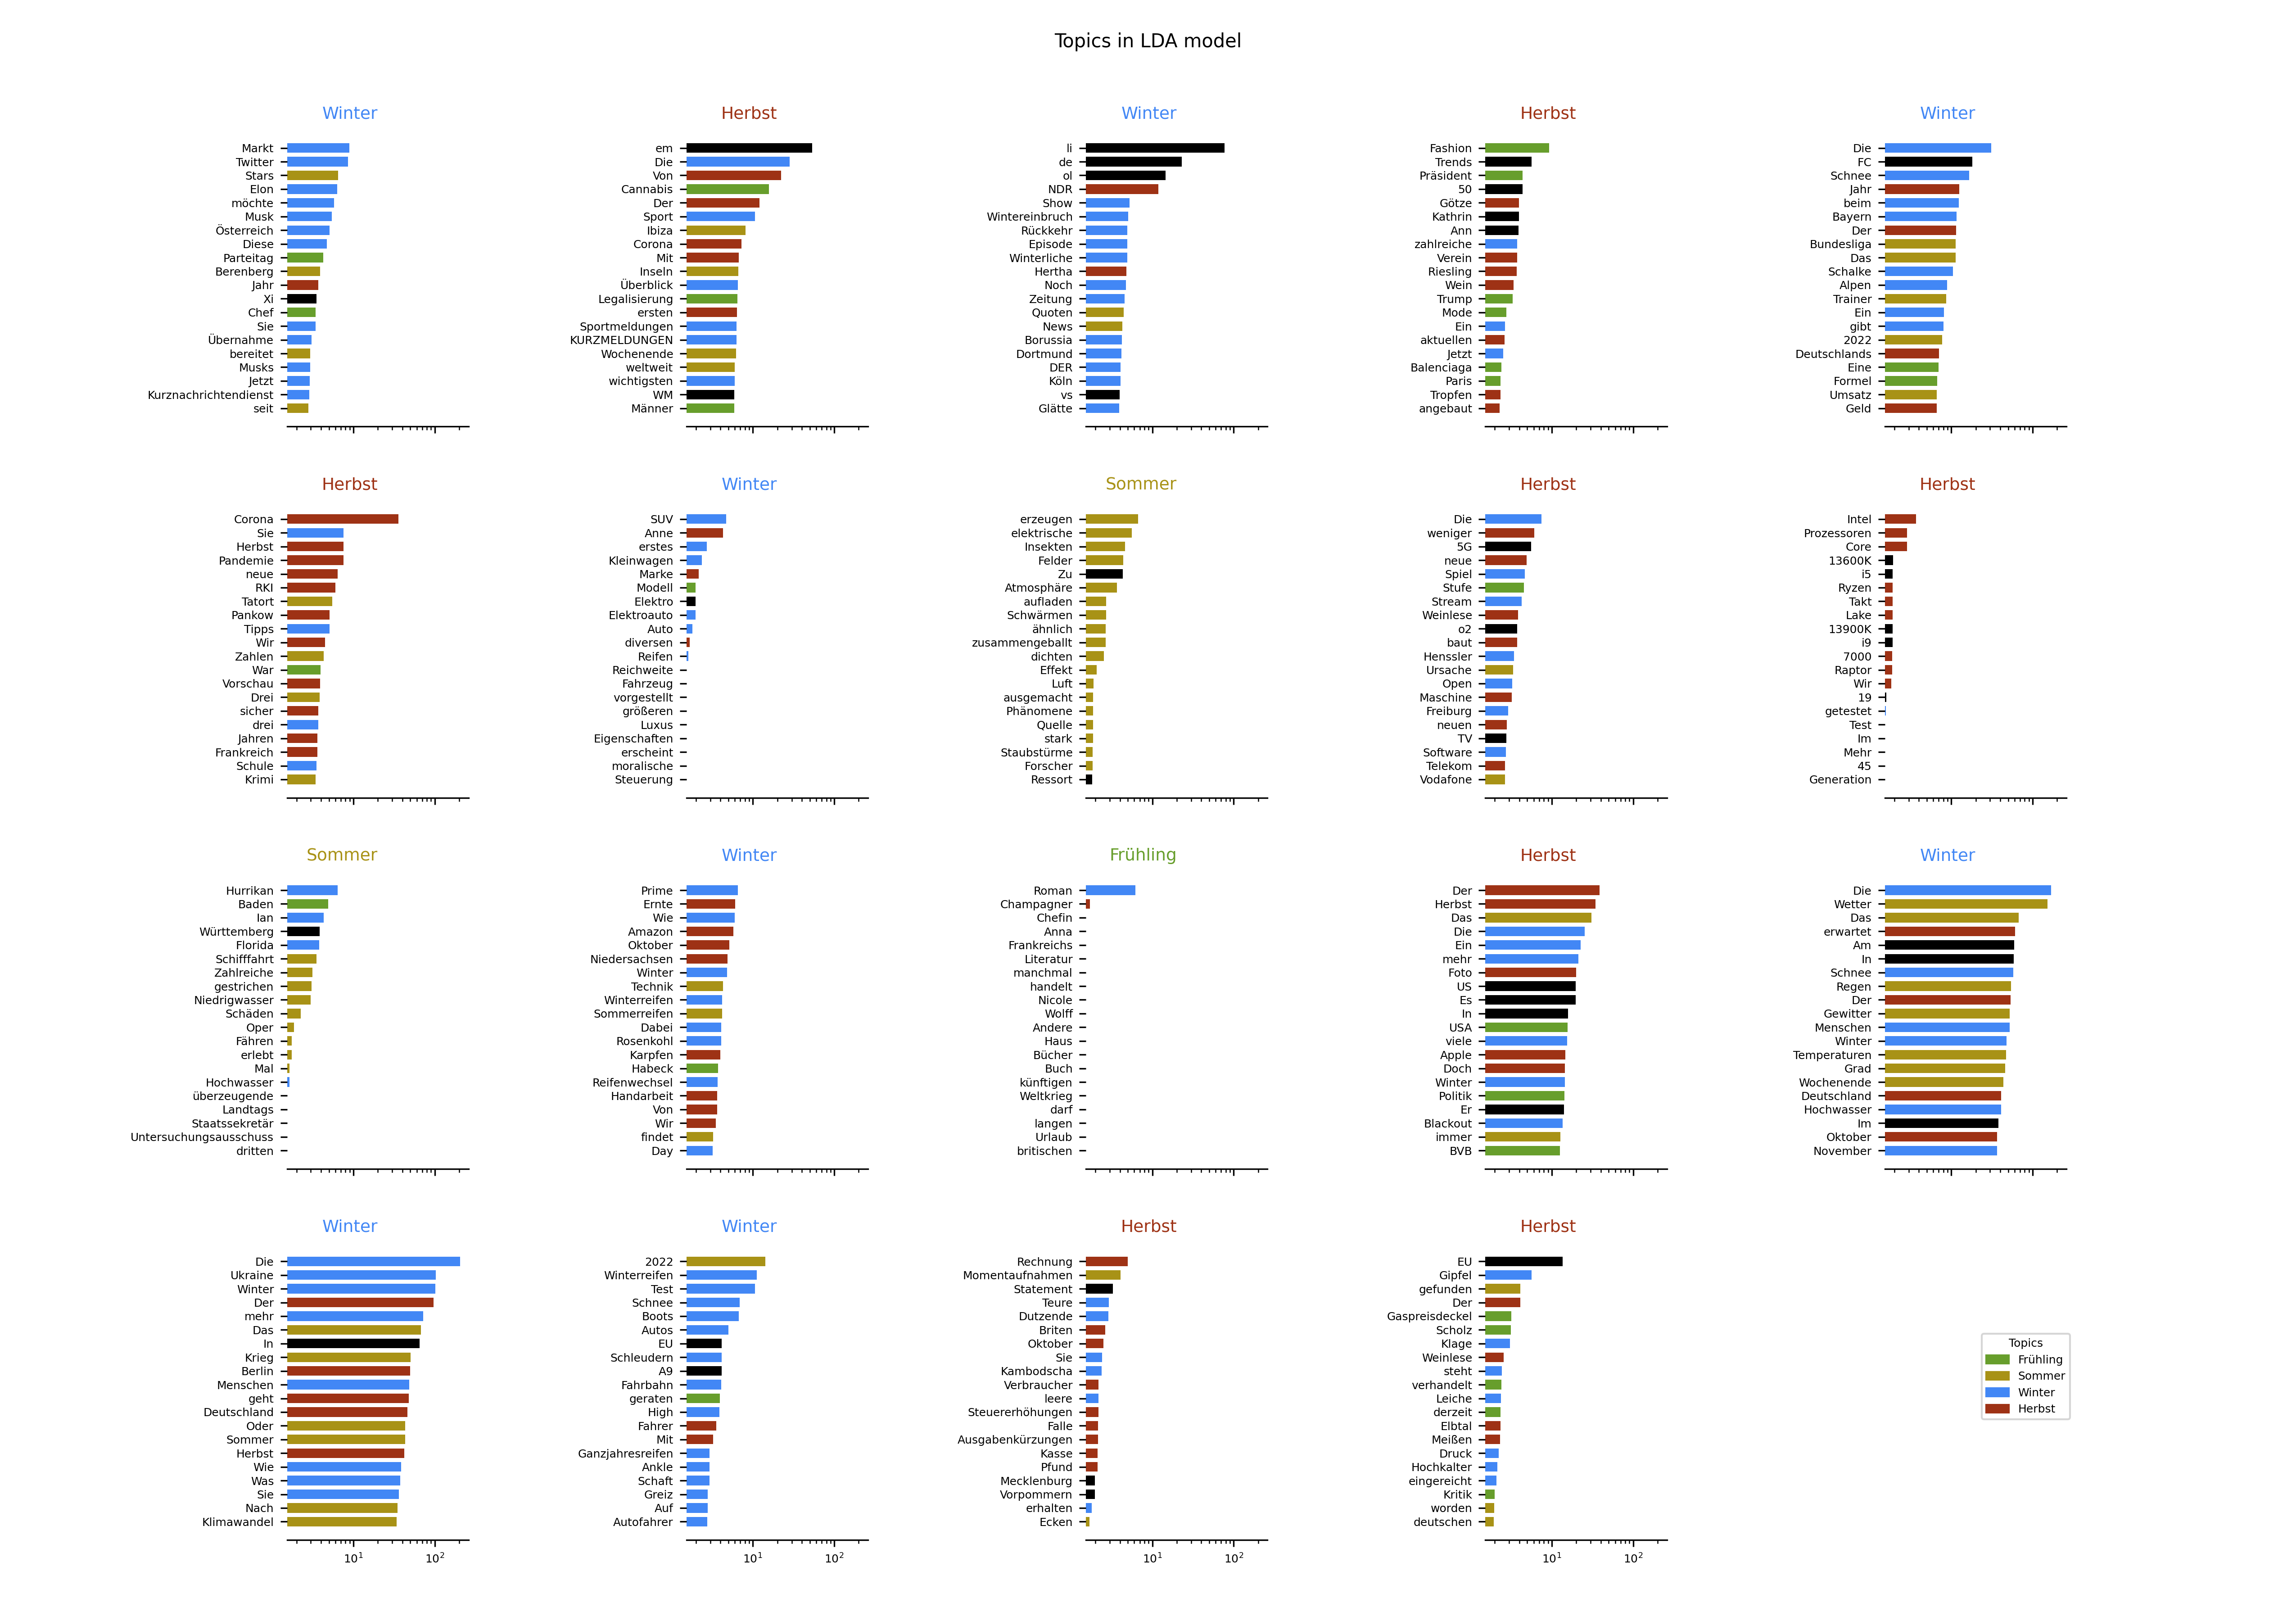 Topics in LDA model
Winter
Markt
Twitter
Stars
Elon
möchte
Musk
Österreich
Diese
Parteitag
Berenberg
Jahr
Xi
Chef
Sie
Übernahme
bereitet
Musks
Jetzt
Kurznachrichtendienst
seit
Herbst
em
Die
Von
Cannabis
Der
Sport
Ibiza
Corona
Mit
Inseln
Überblick
Legalisierung
ersten
Sportmeldungen
KURZMELDUNGEN
Wochenende
weltweit
wichtigsten
WM
Männer
Winter
li
de
ol
NDR
Show
Wintereinbruch
Rückkehr
Episode
Winterliche
Hertha
Noch
Zeitung
Quoten
News
Borussia
Dortmund
DER
Köln
vs
Glätte
Herbst
Fashion
Trends
Präsident
50
Götze
Kathrin
Ann
zahlreiche
Verein
Riesling
Wein
Trump
Mode
Ein
aktuellen
Jetzt
Balenciaga
Paris
Tropfen
angebaut
Winter
Die
FC
Schnee
Jahr
beim
Bayern
Der
Bundesliga
Das
Schalke
Alpen
Trainer
Ein
gibt
2022
Deutschlands
Eine
Formel
Umsatz
Geld
Herbst
Corona
Sie
Herbst
Pandemie
neue
RKI
Tatort
Pankow
Tipps
Wir
Zahlen
War
Vorschau
Drei
sicher
drei
Jahren
Frankreich
Schule
Krimi
Winter
SUV
Anne
erstes
Kleinwagen
Marke
Modell
Elektro
Elektroauto
Auto
diversen
Reifen
Reichweite
Fahrzeug
vorgestellt
größeren
Luxus
Eigenschaften
erscheint
moralische
Steuerung
Sommer
erzeugen
elektrische
Insekten
Felder
Zu
Atmosphäre
aufladen
Schwärmen
ähnlich
zusammengeballt
dichten
Effekt
Luft
ausgemacht
Phänomene
Quelle
stark
Staubstürme
Forscher
Ressort
Herbst
Die
weniger
5G
neue
Spiel
Stufe
Stream
Weinlese
o2
baut
Henssler
Ursache
Open
Maschine
Freiburg
neuen
TV
Software
Telekom
Vodafone
Herbst
Intel
Prozessoren
Core
13600K
i5
Ryzen
Takt
Lake
13900K
i9
7000
Raptor
Wir
19
getestet
Test
Im
Mehr
45
Generation
Sommer
Hurrikan
Baden
Ian
Württemberg
Florida
Schifffahrt
Zahlreiche
gestrichen
Niedrigwasser
Schäden
Oper
Fähren
erlebt
Mal
Hochwasser
überzeugende
Landtags
Staatssekretär
Untersuchungsausschuss
dritten
Winter
Prime
Ernte
Wie
Amazon
Oktober
Niedersachsen
Winter
Technik
Winterreifen
Sommerreifen
Dabei
Rosenkohl
Karpfen
Habeck
Reifenwechsel
Handarbeit
Von
Wir
findet
Day
Frühling
Roman
Champagner
Chefin
Anna
Frankreichs
Literatur
manchmal
handelt
Nicole
Wolff
Andere
Haus
Bücher
Buch
künftigen
Weltkrieg
darf
langen
Urlaub
britischen
Herbst
Der
Herbst
Das
Die
Ein
mehr
Foto
US
Es
In
USA
viele
Apple
Doch
Winter
Politik
Er
Blackout
immer
BVB
Winter
Die
Wetter
Das
erwartet
Am
In
Schnee
Regen
Der
Gewitter
Menschen
Winter
Temperaturen
Grad
Wochenende
Deutschland
Hochwasser
Im
Oktober
November
Winter
Die
Ukraine
Winter
Der
mehr
Das
In
Krieg
Berlin
Menschen
geht
Deutschland
Oder
Sommer
Herbst
Wie
Was
Sie
Nach
Klimawandel
10¹ 10²
Winter
2022
Winterreifen
Test
Schnee
Boots
Autos
EU
Schleudern
A9
Fahrbahn
geraten
High
Fahrer
Mit
Ganzjahresreifen
Ankle
Schaft
Greiz
Auf
Autofahrer
10¹ 10²
Herbst
Rechnung
Momentaufnahmen
Statement
Teure
Dutzende
Briten
Oktober
Sie
Kambodscha
Verbraucher
leere
Steuererhöhungen
Falle
Ausgabenkürzungen
Kasse
Pfund
Mecklenburg
Vorpommern
erhalten
Ecken
10¹ 10²
Herbst
EU
Gipfel
gefunden
Der
Gaspreisdeckel
Scholz
Klage
Weinlese
steht
verhandelt
Leiche
derzeit
Elbtal
Meißen
Druck
Hochkalter
eingereicht
Kritik
worden
deutschen
10¹ 10²
Topics
Frühling
Sommer
Winter
Herbst